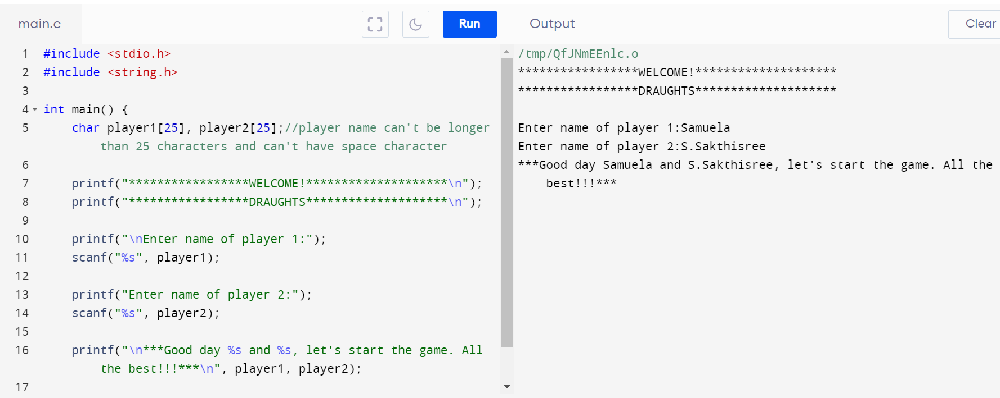 main.c
Run
Output
Clear
1 #include <stdio.h>
2 #include <string.h>
3
4 int main() {
5 char player1[25], player2[25];//player name can't be longer
than 25 characters and can't have space character
6
7 printf("*****************WELCOME!********************\n");
8 printf("*****************DRAUGHTS********************\n");
9
10 printf("\nEnter name of player 1:");
11 scanf("%s", player1);
12
13 printf("Enter name of player 2:");
14 scanf("%s", player2);
15
16 printf("\n***Good day %s and %s, let's start the game. All
the best!!!***\n", player1, player2);
17
/tmp/QfJNmEEnlc.o
*****************WELCOME!********************
*****************DRAUGHTS********************
Enter name of player 1:Samuela
Enter name of player 2:S.Sakthisree
***Good day Samuela and S.Sakthisree, let's start the game. All the
best!!!***